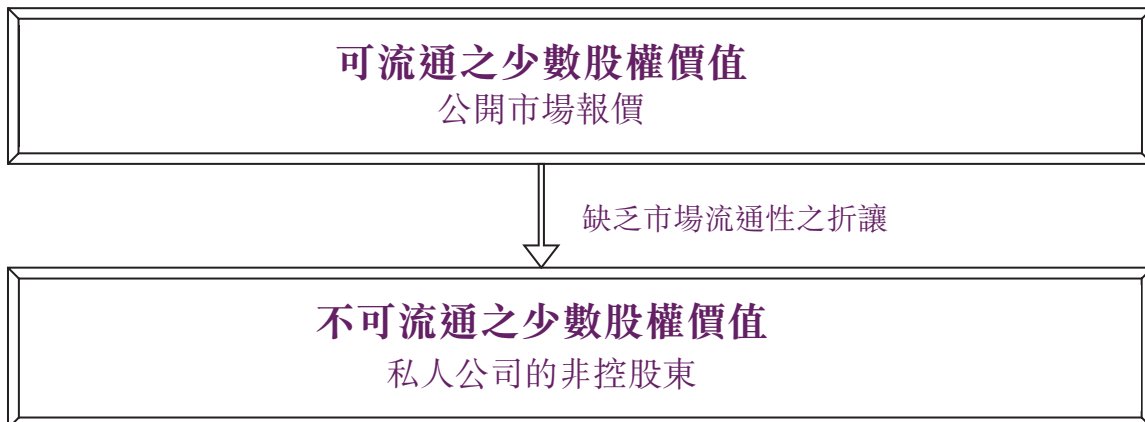 可流通之少數股權價值
公開市場報價
缺乏市場流通性之折讓
不可流通之少數股權價值
私人公司的非控股東